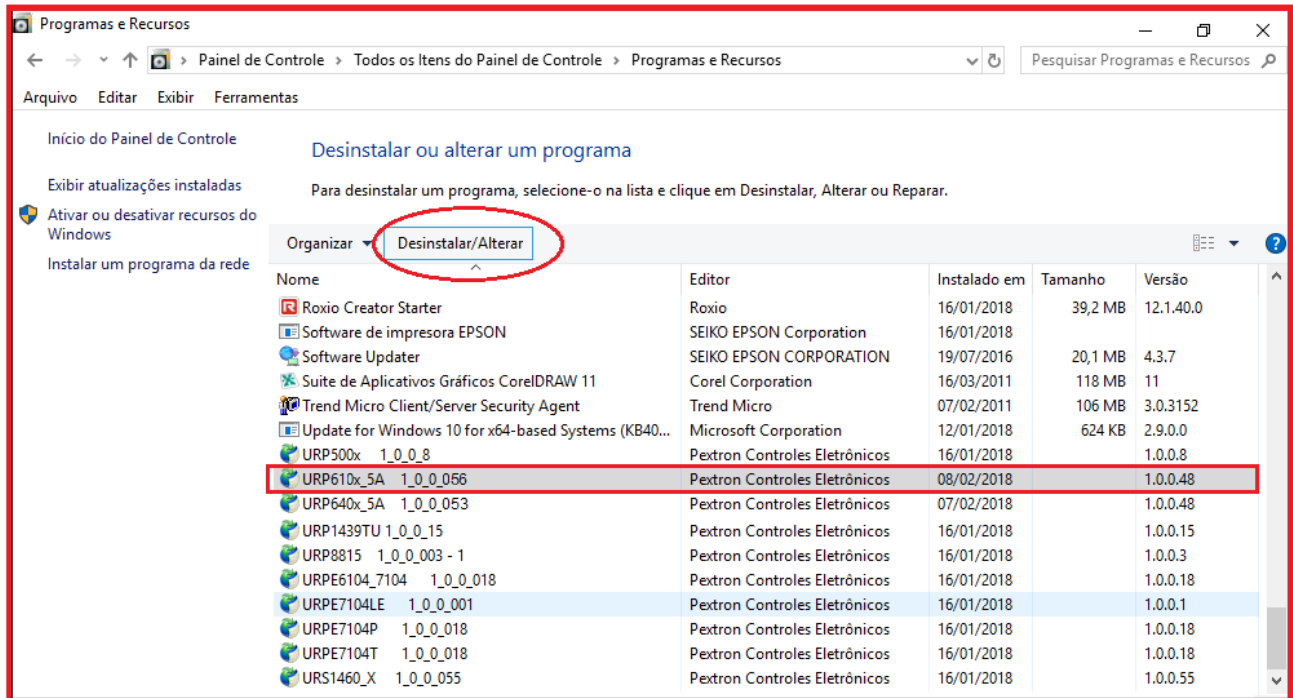 Programas e Recursos
Painel de Controle > Todos os Itens do Painel de Controle > Programas e Recursos
Pesquisar Programas e Recursos
Arquivo Editar Exibir Ferramentas
Início do Painel de Controle
Exibir atualizações instaladas
Ativar ou desativar recursos do
Windows
Instalar um programa da rede
Desinstalar ou alterar um programa
Para desinstalar um programa, selecione-o na lista e clique em Desinstalar, Alterar ou Reparar.
Organizar Desinstalar/Alterar
Nome Editor Instalado em Tamanho Versão
Roxio Creator Starter Roxio 16/01/2018 39,2 MB 12.1.40.0
Software de impresora EPSON SEIKO EPSON Corporation 16/01/2018
Software Updater SEIKO EPSON CORPORATION 19/07/2016 20,1 MB 4.3.7
Suite de Aplicativos Gráficos CorelDRAW 11 Corel Corporation 16/03/2011 118 MB 11
Trend Micro Client/Server Security Agent Trend Micro 07/02/2011 106 MB 3.0.3152
Update for Windows 10 for x64-based Systems (KB40... Microsoft Corporation 12/01/2018 624 KB 2.9.0.0
URP500x 1_0_0_8 Pextron Controles Eletrônicos 16/01/2018 1.0.0.8
URP610x_5A 1_0_0_056 Pextron Controles Eletrônicos 08/02/2018 1.0.0.48
URP640x_5A 1_0_0_053 Pextron Controles Eletrônicos 07/02/2018 1.0.0.48
URP1439TU 1_0_0_15 Pextron Controles Eletrônicos 16/01/2018 1.0.0.15
URP8815 1_0_0_003 - 1 Pextron Controles Eletrônicos 16/01/2018 1.0.0.3
URPE6104_7104 1_0_0_018 Pextron Controles Eletrônicos 16/01/2018 1.0.0.18
URPE7104LE 1_0_0_001 Pextron Controles Eletrônicos 16/01/2018 1.0.0.1
URPE7104P 1_0_0_018 Pextron Controles Eletrônicos 16/01/2018 1.0.0.18
URPE7104T 1_0_0_018 Pextron Controles Eletrônicos 16/01/2018 1.0.0.18
URS1460_X 1_0_0_055 Pextron Controles Eletrônicos 16/01/2018 1.0.0.55